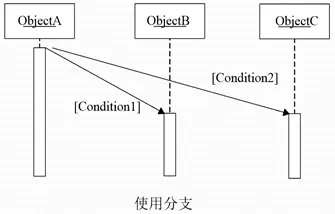 ObjectA ObjectB ObjectC
[Condition2]
[Condition1]
使用分支